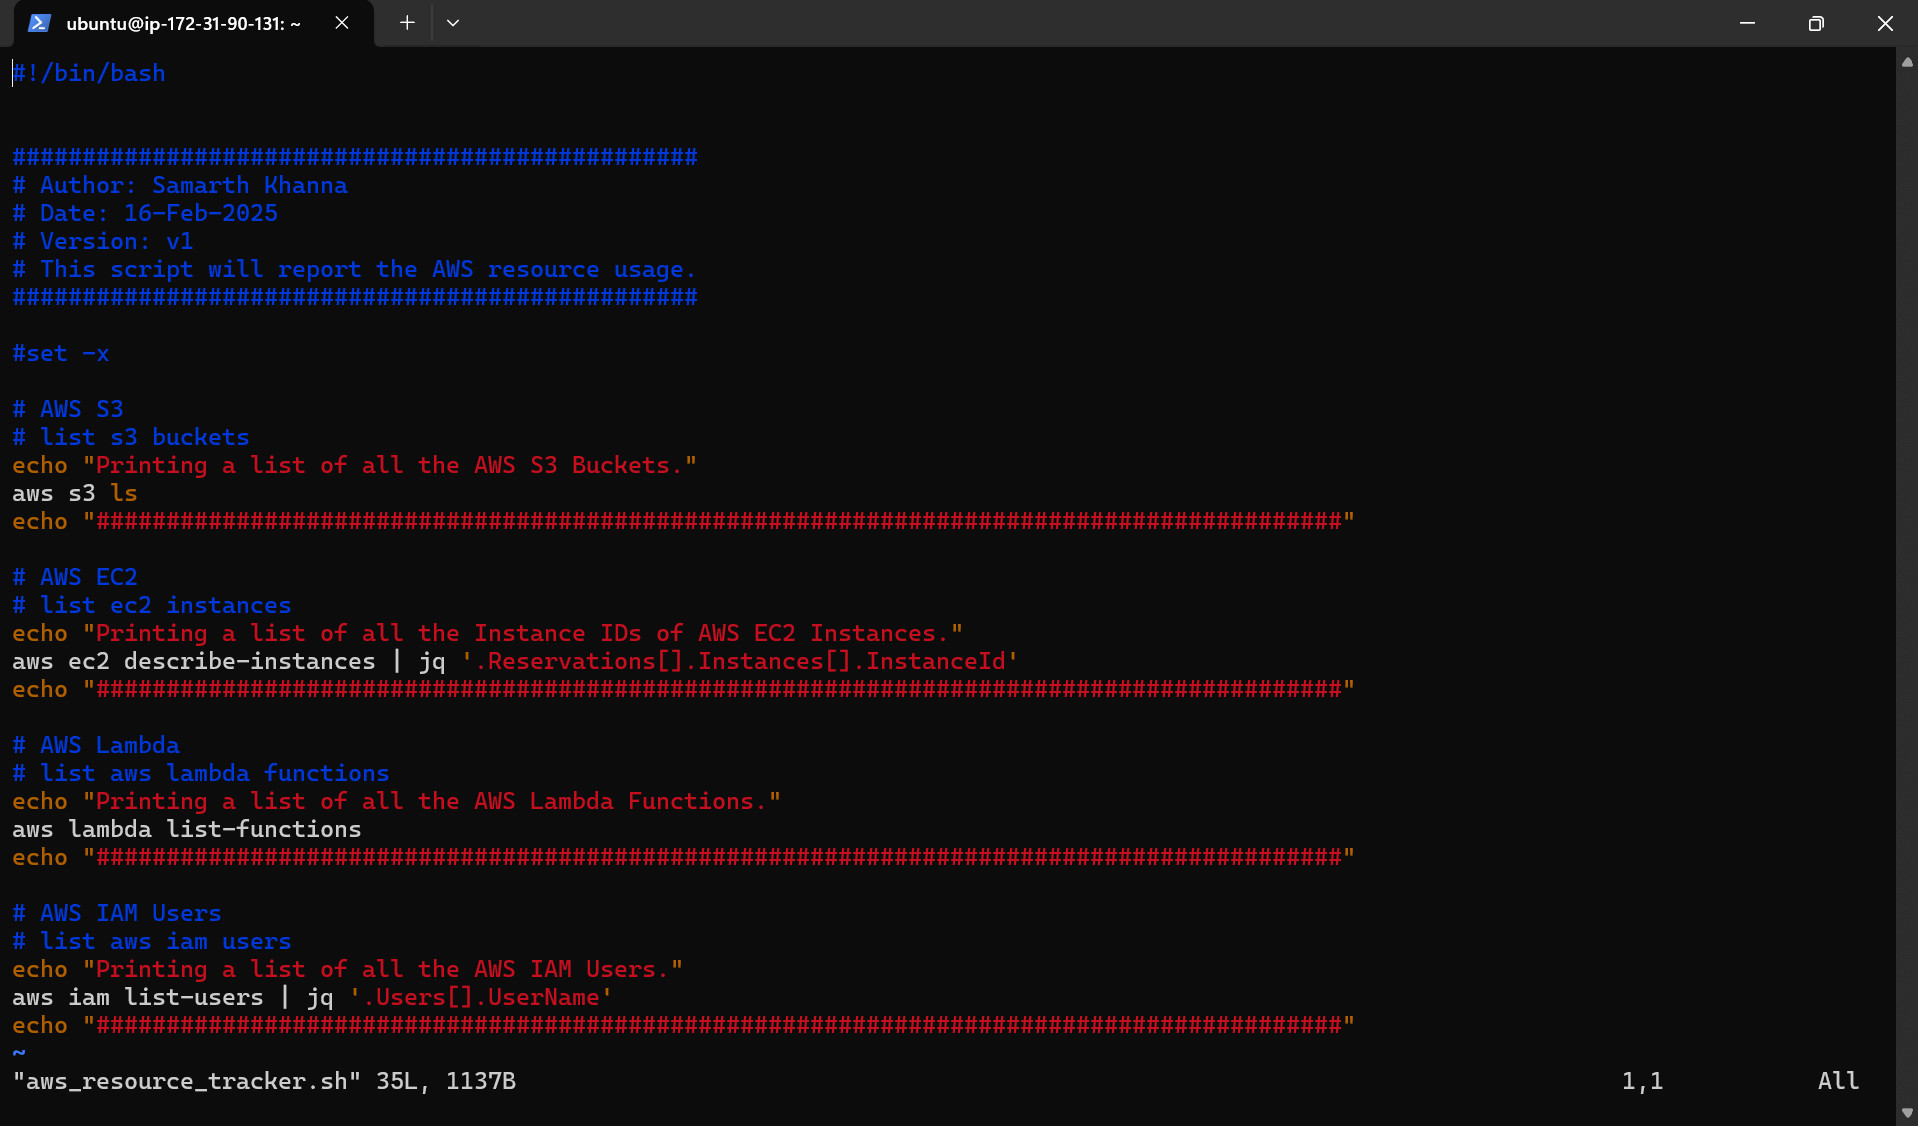 ubuntu@ip-172-31-90-131: ~
#!/bin/bash
#################################################
# Author: Samarth Khanna
# Date: 16-Feb-2025
# Version: v1
# This script will report the AWS resource usage.
#################################################
#set -x
# AWS S3
# list s3 buckets
echo "Printing a list of all the AWS S3 Buckets."
aws s3 ls
echo "#########################################################################################"
# AWS EC2
# list ec2 instances
echo "Printing a list of all the Instance IDs of AWS EC2 Instances."
aws ec2 describe-instances | jq '.Reservations[].Instances[].InstanceId'
echo "#########################################################################################"
# AWS Lambda
# list aws lambda functions
echo "Printing a list of all the AWS Lambda Functions."
aws lambda list-functions
echo "#########################################################################################"
# AWS IAM Users
# list aws iam users
echo "Printing a list of all the AWS IAM Users."
aws iam list-users | jq '.Users[].UserName'
echo "#########################################################################################"
~
"aws_resource_tracker.sh" 35L, 1137B 1,1 All